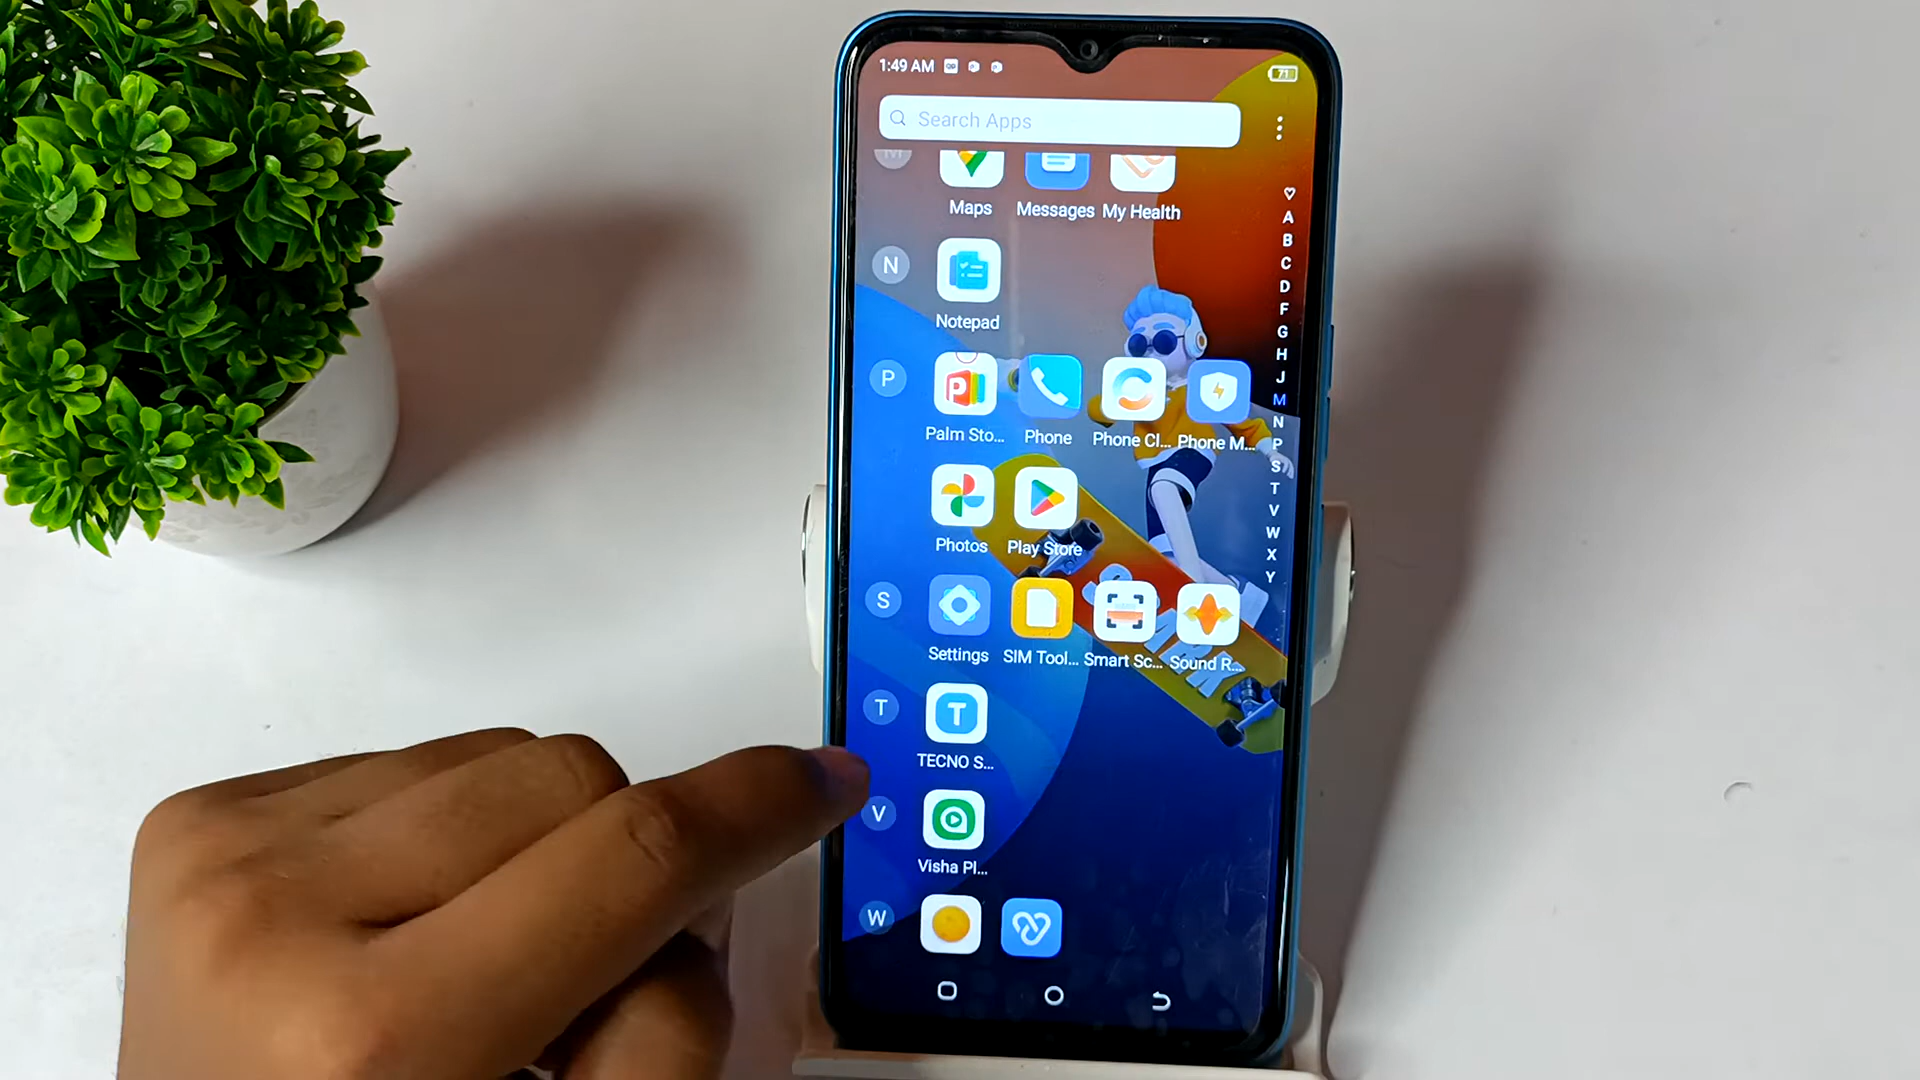 1:49 AM
71
Search Apps
M
Maps Messages My Health
N
Notepad
P
Palm Sto... Phone Phone Cl... Phone M...
Photos Play Store
S
Settings SIM Tool... Smart Sc... Sound R...
T
T
TECNO S...
V
Visha Pl...
W
A
B
C
D
F
G
H
J
M
N
P
S
T
V
W
X
Y